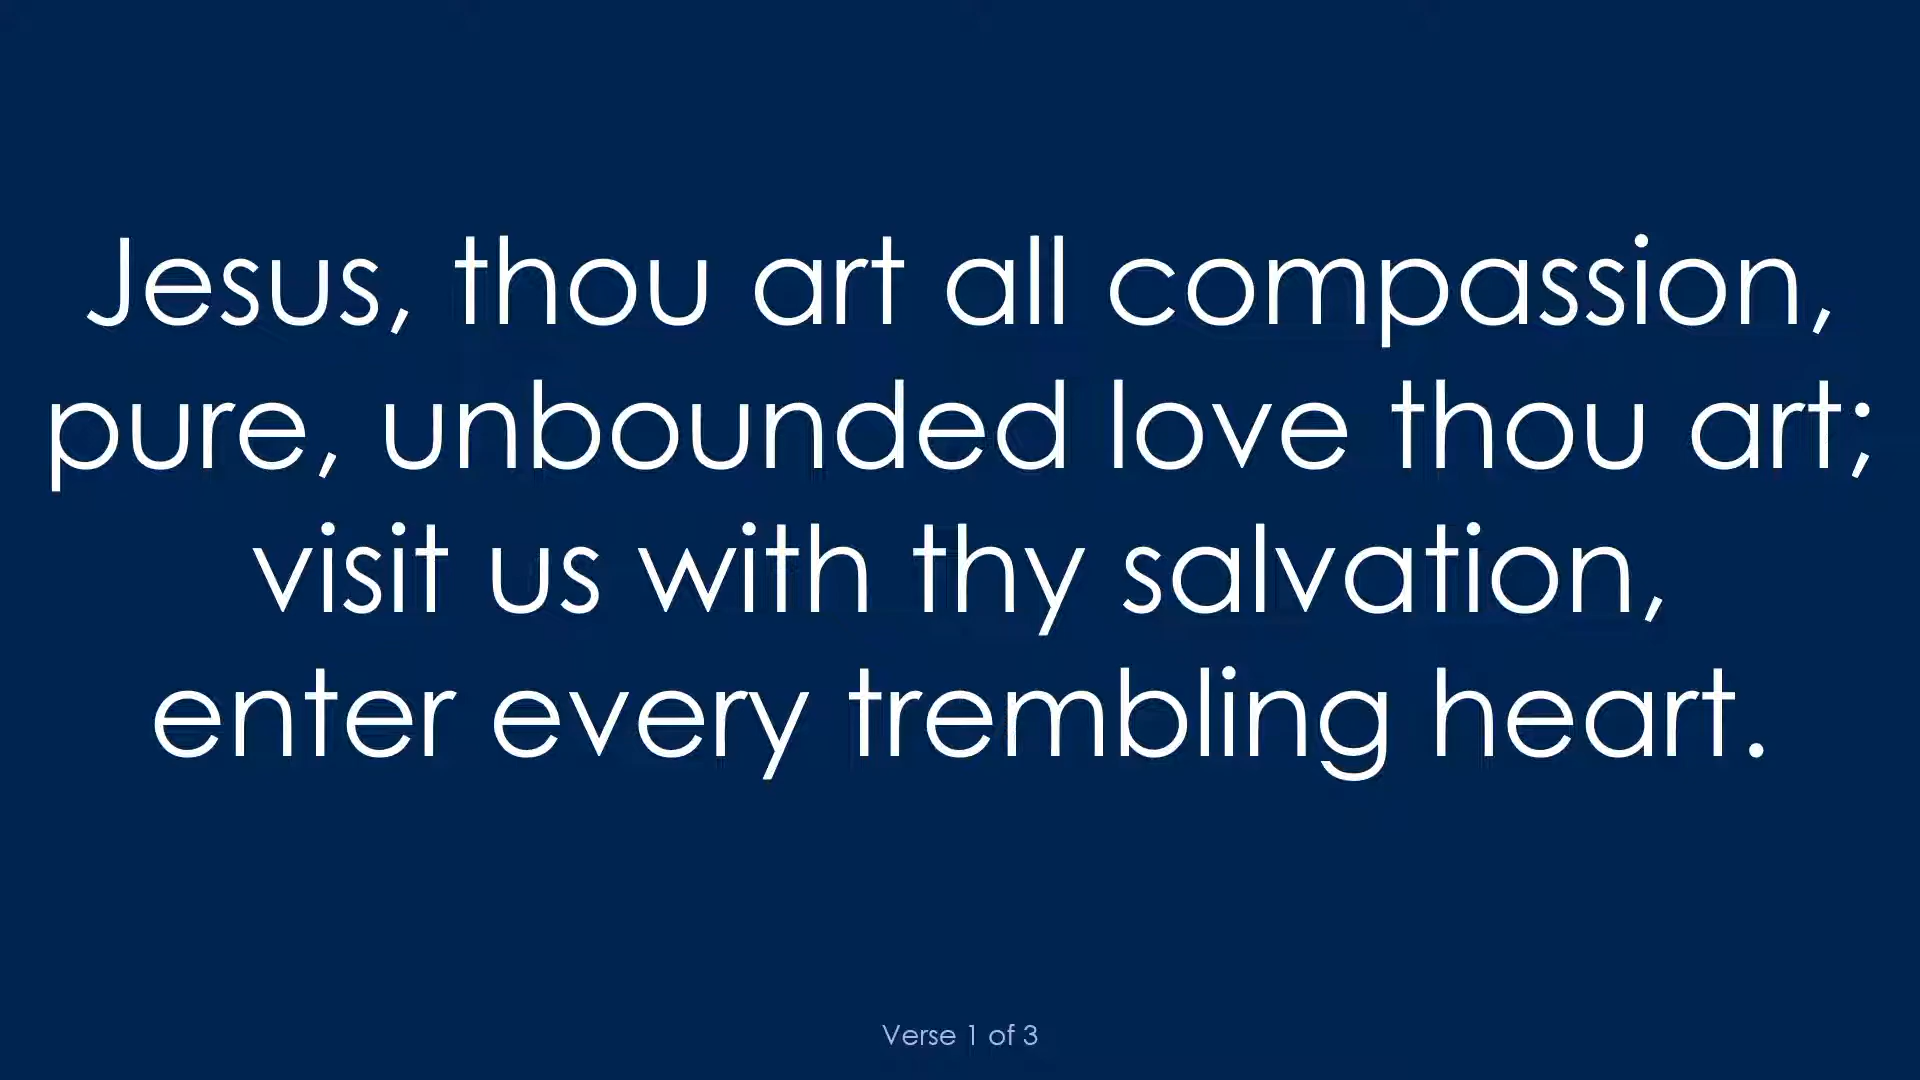 Jesus, thou art all compassion,
pure, unbounded love thou art;
visit us with thy salvation,
enter every trembling heart.
Verse 1 of 3